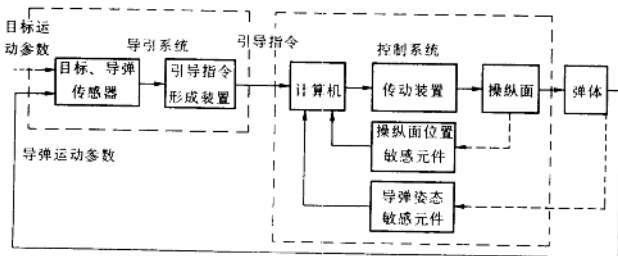 目标运
动参数
导引系统
引导指令
控制系统
目标、导弹
传感器
引导指令
形成装置
计算机
传动装置
操纵面
弹体
操纵面位置
敏感元件
导弹运动参数
导弹姿态
敏感元件